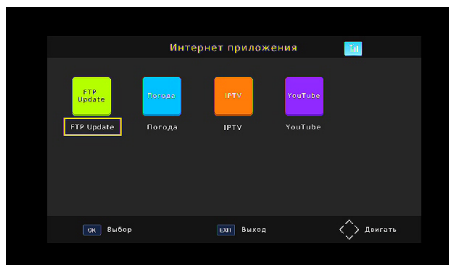 Интернет приложения
FTP
Update
Погода
IPTV
YouTube
FTP Update
Погода
IPTV
YouTube
OK Выбор
EXIT Выход
Двигать